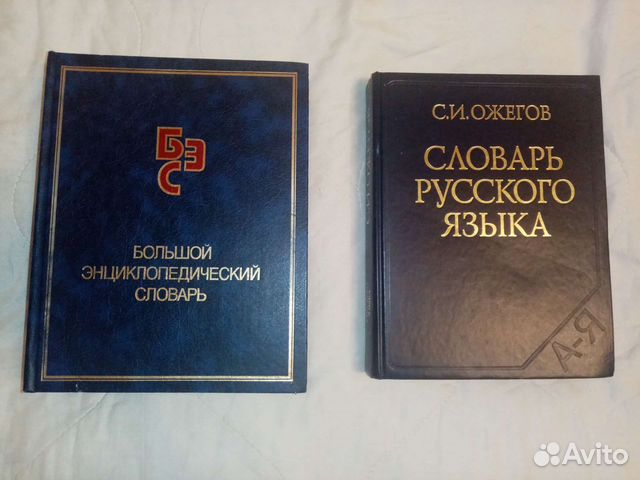 БЭС
БОЛЬШОЙ
ЭНЦИКЛОПЕДИЧЕСКИЙ
СЛОВАРЬ
С.И.ОЖЕГОВ
СЛОВАРЬ
РУССКОГО
ЯЗЫКА
А-Я
Avito